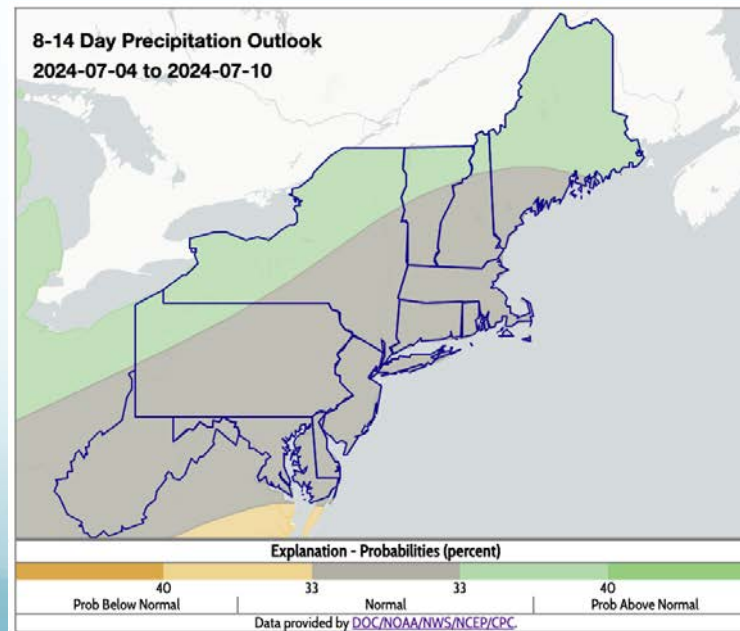 8-14 Day Precipitation Outlook
2024-07-04 to 2024-07-10
Explanation - Probabilities (percent)
40 33 33 40
Prob Below Normal Normal Prob Above Normal
Data provided by DOC/NOAA/NWS/NCEP/CPC.